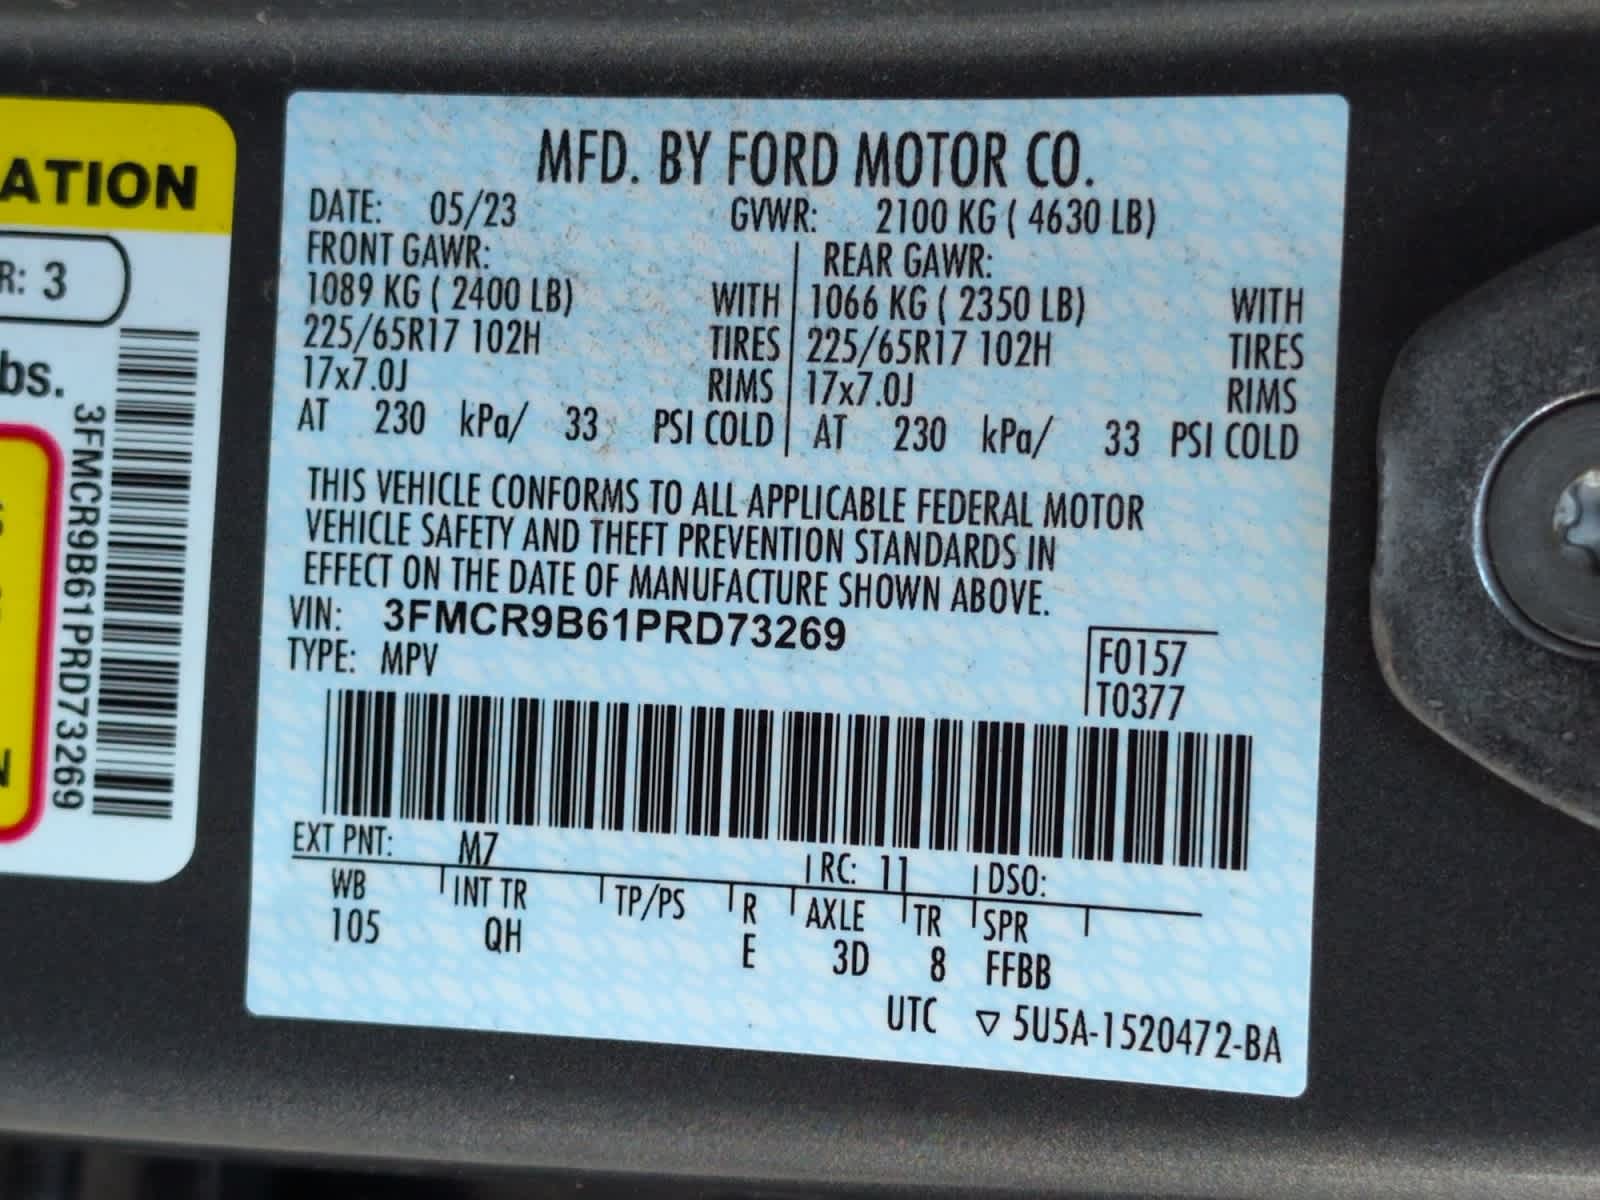 ATION
R: 3
bs.
3FMCR9B61PRD73269
MFD. BY FORD MOTOR CO.
DATE: 05/23 GVWR: 2100 KG ( 4630 LB)
FRONT GAWR: REAR GAWR:
1089 KG ( 2400 LB) WITH 1066 KG ( 2350 LB) WITH
225/65R17 102H TIRES 225/65R17 102H TIRES
17x7.0J RIMS 17x7.0J RIMS
AT 230 kPa/ 33 PSI COLD AT 230 kPa/ 33 PSI COLD
THIS VEHICLE CONFORMS TO ALL APPLICABLE FEDERAL MOTOR
VEHICLE SAFETY AND THEFT PREVENTION STANDARDS IN
EFFECT ON THE DATE OF MANUFACTURE SHOWN ABOVE.
VIN: 3FMCR9B61PRD73269
TYPE: MPV
F0157
T0377
EXT PNT: M7 RC: 11 DSO:
WB INT TR TP/PS R AXLE TR SPR
105 QH E 3D 8 FFBB
UTC ▽ 5U5A-1520472-BA